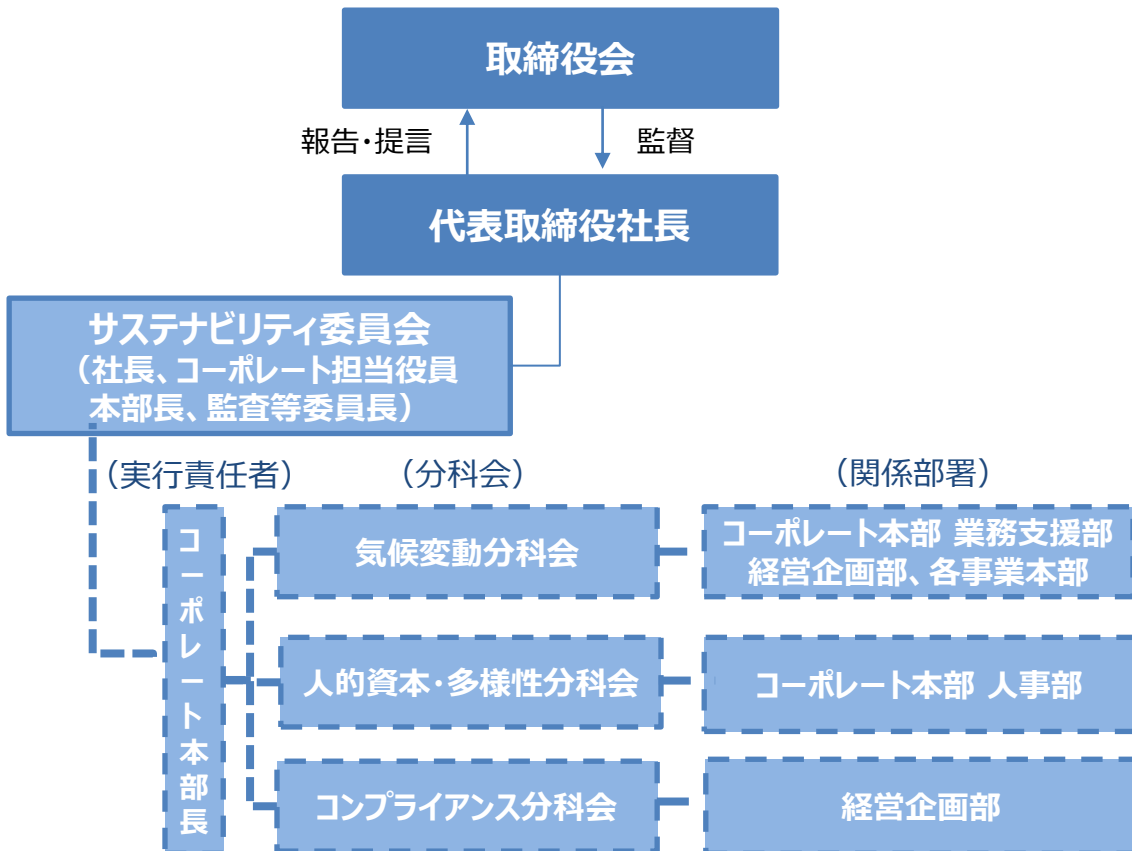 取締役会
報告・提言
監督
代表取締役社長
サステナビリティ委員会
（社長、コーポレート担当役員
本部長、監査等委員長）
（実行責任者）
（分科会）
（関係部署）
コーポレート本部長
気候変動分科会
コーポレート本部 業務支援部
経営企画部、各事業本部
人的資本・多様性分科会
コーポレート本部 人事部
コンプライアンス分科会
経営企画部